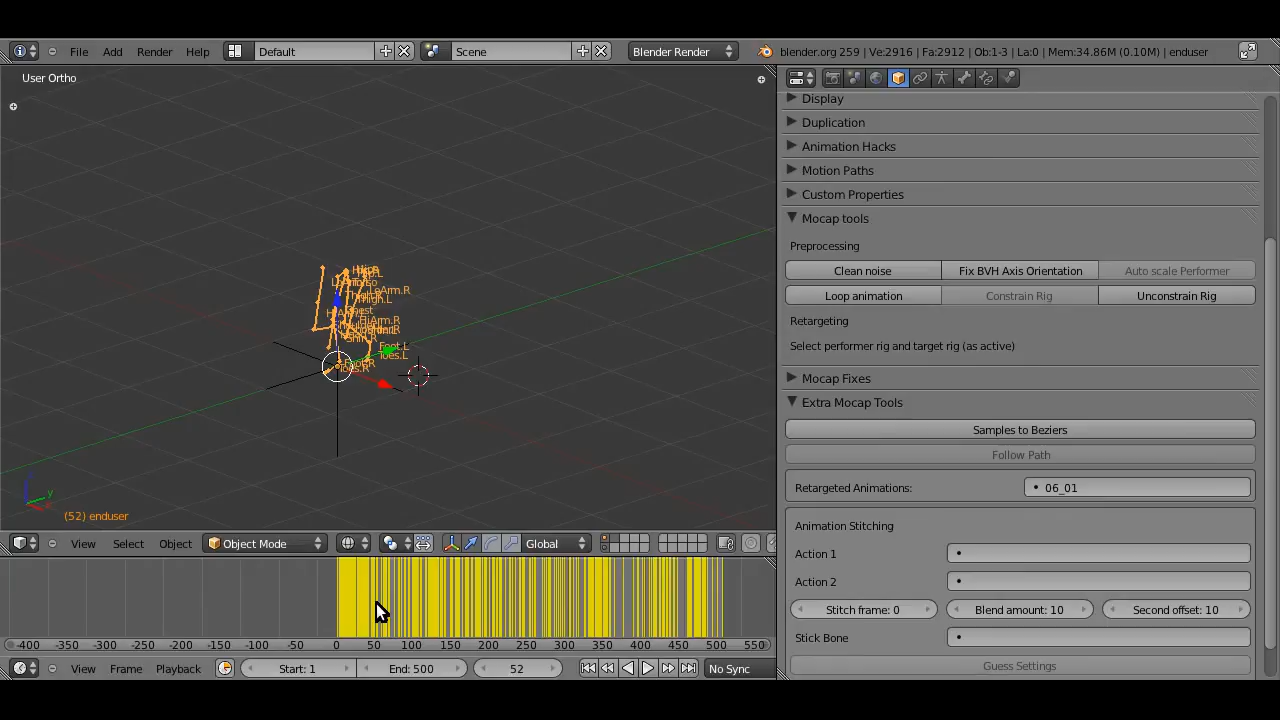 File Add Render Help Default Scene Blender Render blender.org 259 | Ve:2916 | Fa:2912 | Ob:1-3 | La:0 | Mem:34.86M (0.10M) | enduser
User Ortho
Display
Duplication
Animation Hacks
Motion Paths
Custom Properties
Mocap tools
Preprocessing
Clean noise Fix BVH Axis Orientation Auto scale Performer
Loop animation Constrain Rig Unconstrain Rig
Retargeting
Select performer rig and target rig (as active)
Mocap Fixes
Extra Mocap Tools
Samples to Beziers
Follow Path
Retargeted Animations: 06_01
Animation Stitching
Action 1
Action 2
Stitch frame: 0 Blend amount: 10 Second offset: 10
Stick Bone
Guess Settings
LoArm.R
Thigh.L
HiArm.R
Shin.R
Foot.L
Toes.L
Toes.R
z
y
x
(52) enduser
View Select Object Object Mode Global
-400 -350 -300 -250 -200 -150 -100 -50 0 50 100 150 200 250 300 350 400 450 500 550
View Frame Playback Start: 1 End: 500 52 No Sync